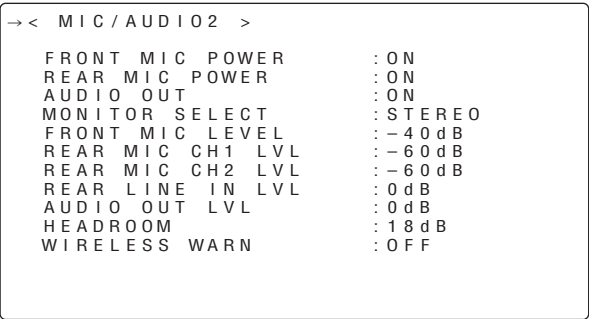 →< MIC/AUDIO2 >
FRONT MIC POWER :ON
REAR MIC POWER :ON
AUDIO OUT :ON
MONITOR SELECT :STEREO
FRONT MIC LEVEL :–40dB
REAR MIC CH1 LVL :–60dB
REAR MIC CH2 LVL :–60dB
REAR LINE IN LVL :0dB
AUDIO OUT LVL :0dB
HEADROOM :18dB
WIRELESS WARN :OFF